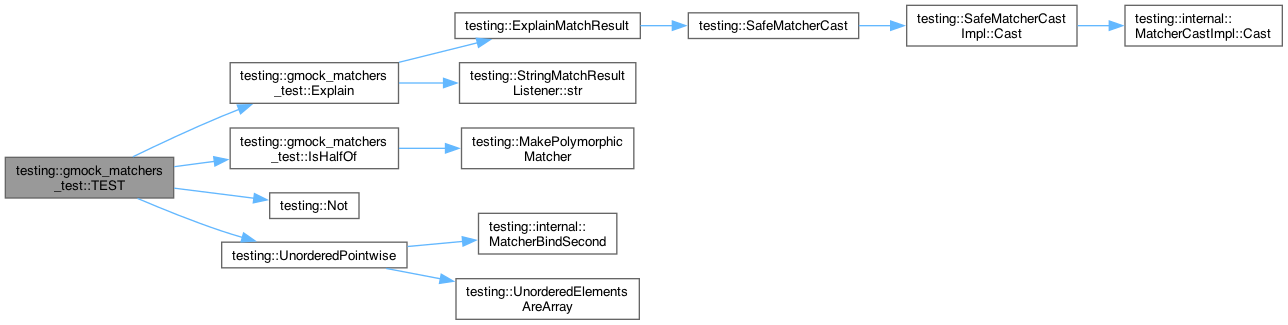 testing::ExplainMatchResult
testing::SafeMatcherCast
testing::SafeMatcherCast
Impl::Cast
testing::internal::
MatcherCastImpl::Cast
testing::gmock_matchers
_test::Explain
testing::StringMatchResult
Listener::str
testing::gmock_matchers
_test::IsHalfOf
testing::MakePolymorphic
Matcher
testing::gmock_matchers
_test::TEST
testing::Not
testing::internal::
MatcherBindSecond
testing::UnorderedPointwise
testing::UnorderedElements
AreArray